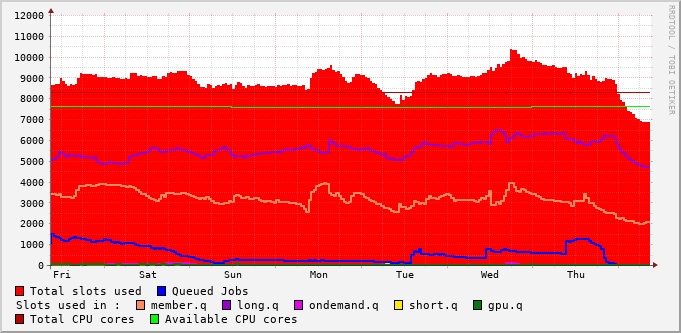 12000
11000
10000
9000
8000
7000
6000
5000
4000
3000
2000
1000
0
Fri Sat Sun Mon Tue Wed Thu
RRDTOOL / TOBI OETIKER
Total slots used Queued Jobs
Slots used in : member.q long.q ondemand.q short.q gpu.q
Total CPU cores Available CPU cores